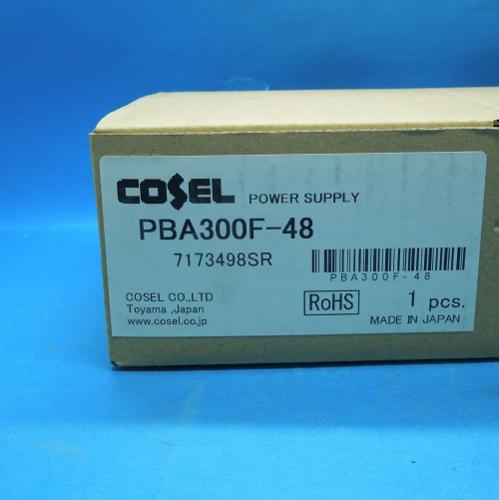 COSEL POWER SUPPLY
PBA300F-48
7173498SR
PBA300F-48
COSEL CO.,LTD
Toyama ,Japan
www.cosel.co.jp
RoHS
1 pcs.
MADE IN JAPAN